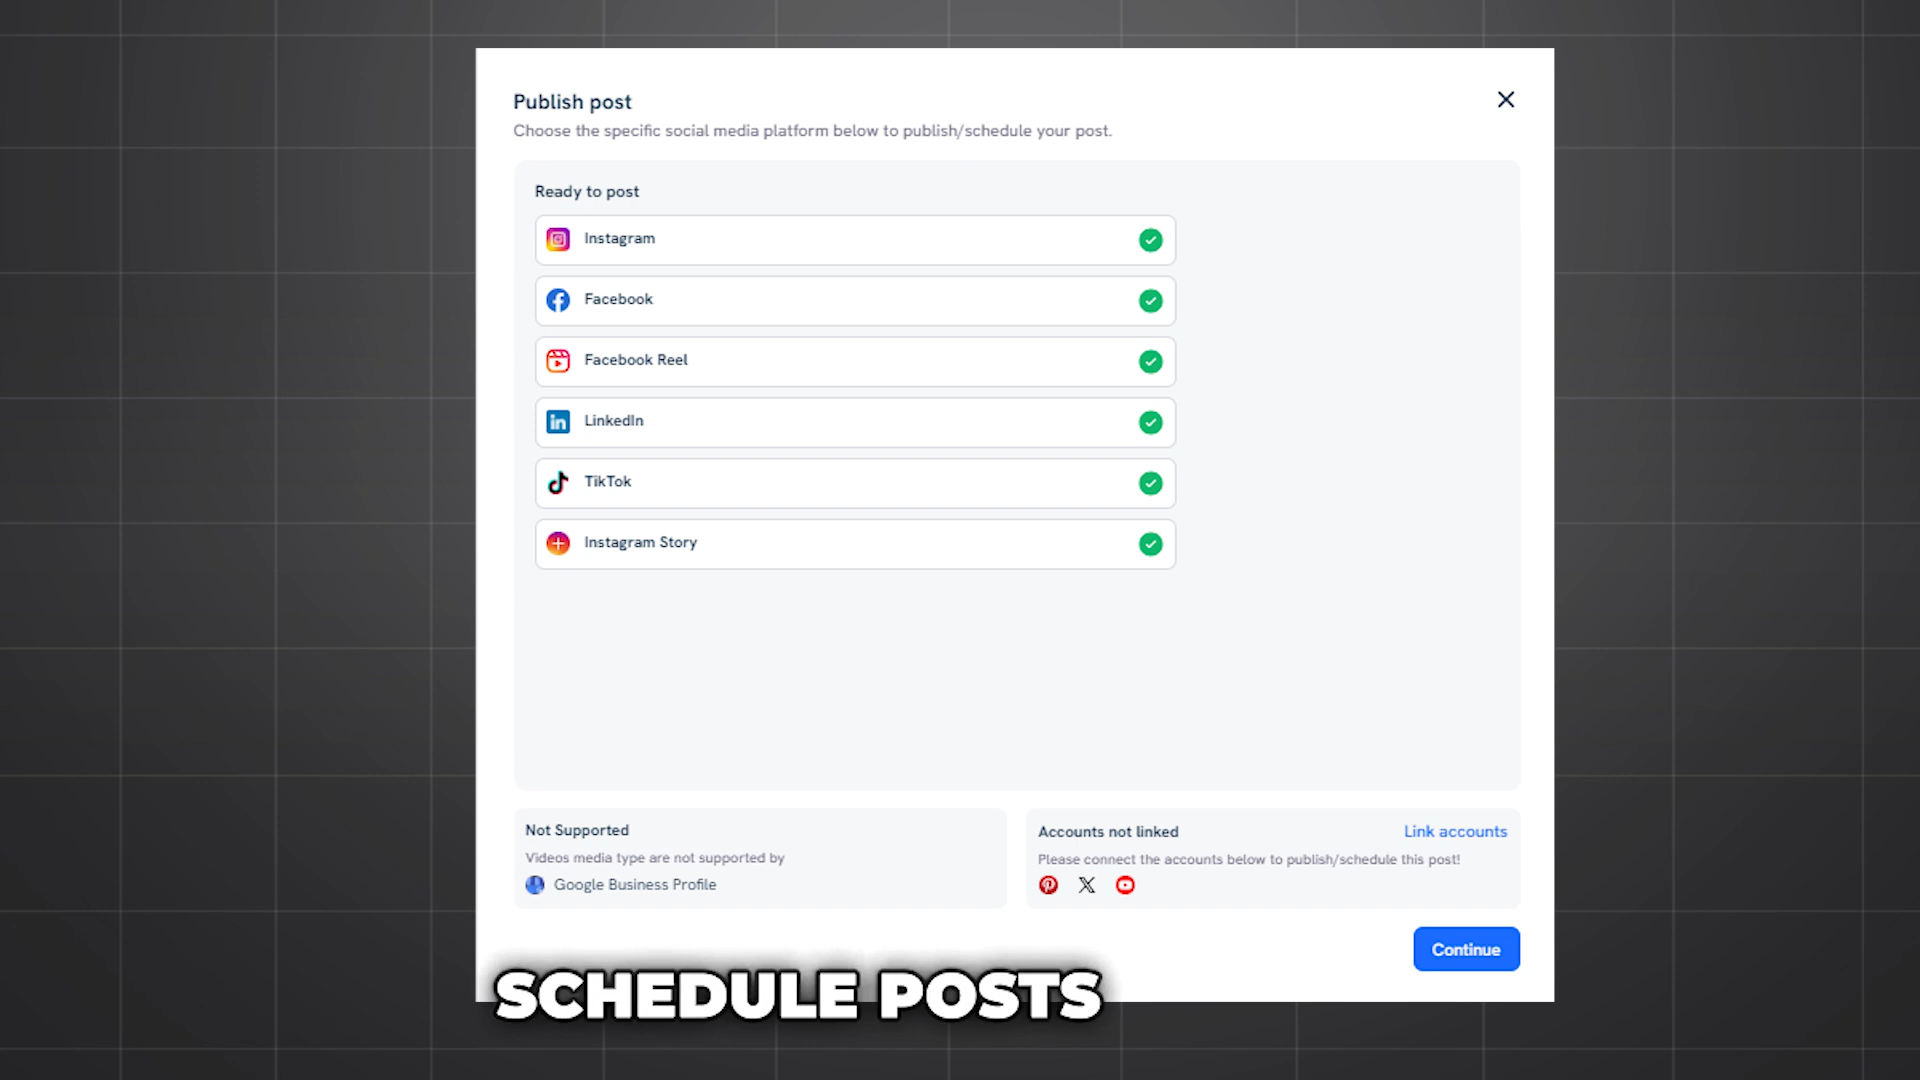 Publish post
Choose the specific social media platform below to publish/schedule your post.
Ready to post
Instagram
Facebook
Facebook Reel
LinkedIn
TikTok
Instagram Story
Not Supported
Videos media type are not supported by
Google Business Profile
Accounts not linked
Link accounts
Please connect the accounts below to publish/schedule this post!
Continue
SCHEDULE POSTS